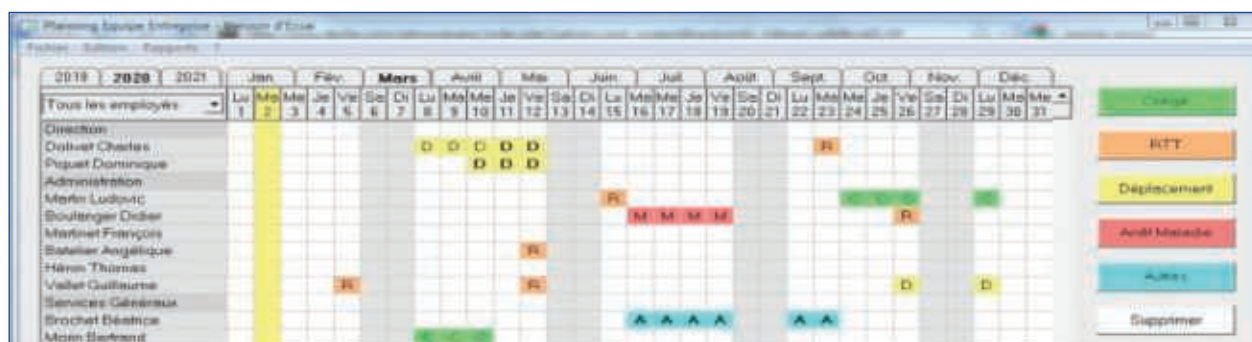 Planning Equipe Entreprise - Version d'Essai
Fichier Edition Rapports ?
2019 2020 2021 Jan. Fév. Mars Avril Mai Juin Juil. Août Sept. Oct. Nov. Déc.
Tous les employés Lu Ma Me Je Ve Sa Di Lu Ma Me Je Ve Sa Di Lu Ma Me Je Ve Sa Di Lu Ma Me Je Ve Sa Di Lu Ma Me
1 2 3 4 5 6 7 8 9 10 11 12 13 14 15 16 17 18 19 20 21 22 23 24 25 26 27 28 29 30 31
Congé
Direction
Dolivet Charles D D D D D R
RTT
Piquet Dominique D D D
Administration
Martin Ludovic R C C C C
Déplacement
Boulanger Didier M M M M R
Martinet François
Arrêt Maladie
Batelier Angélique R
Hénin Thomas
Vallet Guillaume R R D D
Autres
Services Généraux
Brochet Béatrice A A A A A A
Supprimer
Morin Bertrand C C C